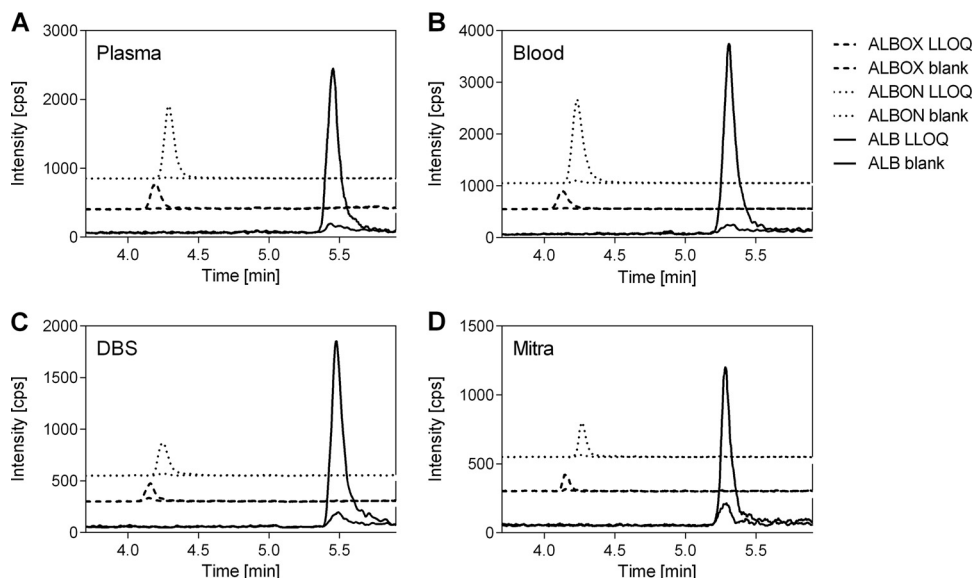 A
Plasma
Intensity [cps]
3000
2000
1000
0
4.0 4.5 5.0 5.5
Time [min]
B
Blood
Intensity [cps]
4000
3000
2000
1000
0
4.0 4.5 5.0 5.5
Time [min]
ALBOX LLOQ
ALBOX blank
ALBON LLOQ
ALBON blank
ALB LLOQ
ALB blank
C
DBS
Intensity [cps]
2000
1500
1000
500
0
4.0 4.5 5.0 5.5
Time [min]
D
Mitra
Intensity [cps]
1500
1000
500
0
4.0 4.5 5.0 5.5
Time [min]